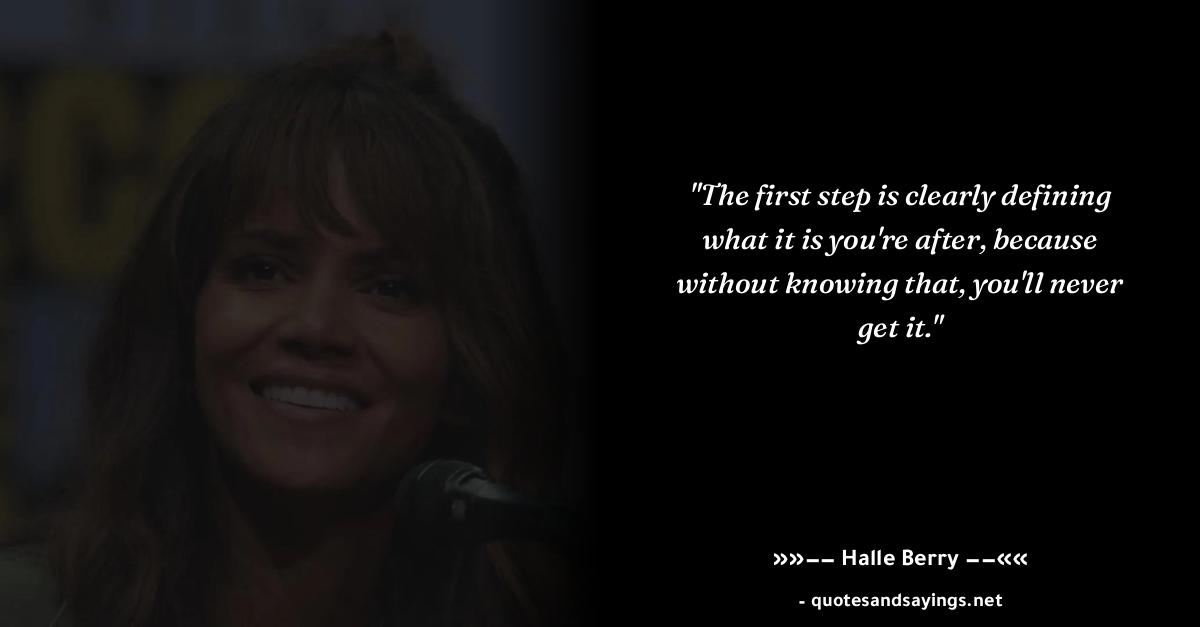 "The first step is clearly defining
what it is you're after, because
without knowing that, you'll never
get it."
»»–– Halle Berry ––««
- quotesandsayings.net